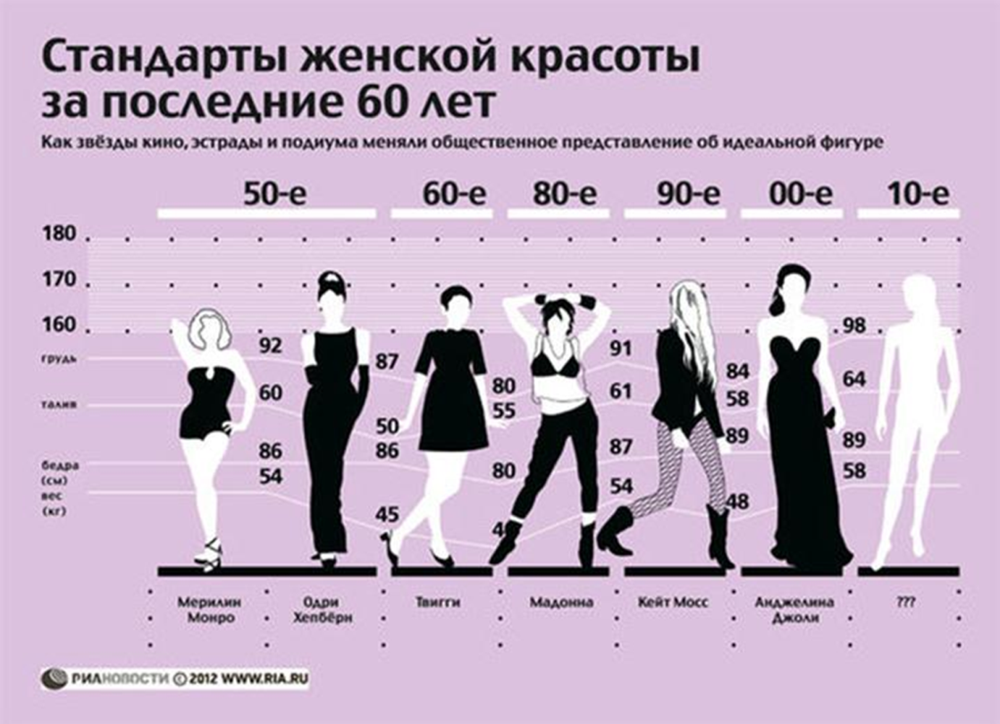 Стандарты женской красоты
за последние 60 лет
Как звёзды кино, эстрады и подиума меняли общественное представление об идеальной фигуре
50-е 60-е 80-е 90-е 00-е 10-е
180
170
160
грудь
талия
бедра
(см)
вес
(кг)
92
60
86
54
87
50
86
45
80
55
80
91
61
87
54
84
58
89
48
98
64
89
58
Мерилин
Монро
Одри
Хепбёрн
Твигги
Мадонна
Кейт Мосс
Анджелина
Джоли
???
РИАНОВОСТИ © 2012 WWW.RIA.RU